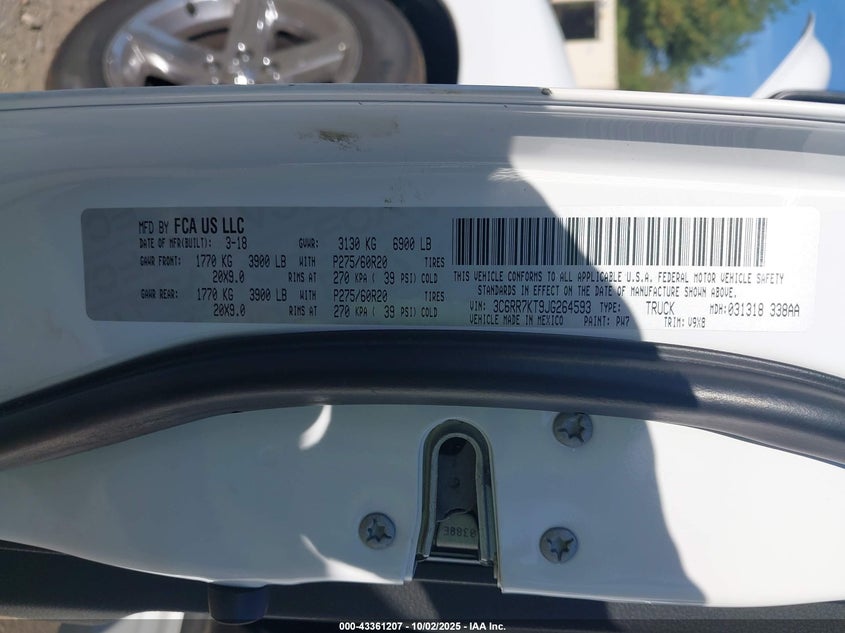 MFD BY FCA US LLC
DATE OF MFR(BUILT): 3-18 GVWR: 3130 KG 6900 LB
GAWR FRONT: 1770 KG 3900 LB WITH P275/60R20 TIRES
20X9.0 RIMS AT 270 KPA ( 39 PSI) COLD
GAWR REAR: 1770 KG 3900 LB WITH P275/60R20 TIRES
20X9.0 RIMS AT 270 KPA ( 39 PSI) COLD
THIS VEHICLE CONFORMS TO ALL APPLICABLE U.S.A. FEDERAL MOTOR VEHICLE SAFETY
STANDARDS IN EFFECT ON THE DATE OF MANUFACTURE SHOWN ABOVE.
VIN: 3C6RR7KT9JG264593 TYPE: TRUCK MDH: 031318 338AA
VEHICLE MADE IN MEXICO PAINT: PW7 TRIM: V9X8
000-43361207 - 10/02/2025 - IAA Inc.